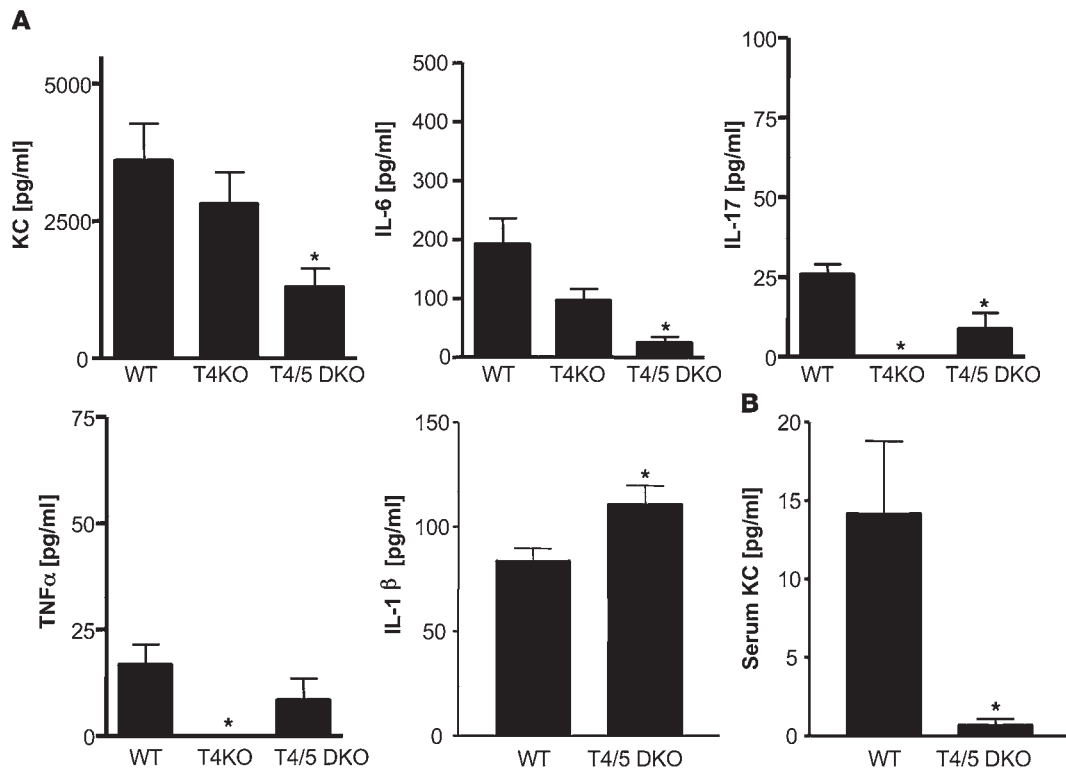 A
KC [pg/ml]
5000
2500
0
*
WT T4KO T4/5 DKO
IL-6 [pg/ml]
500
400
300
200
100
0
*
WT T4KO T4/5 DKO
IL-17 [pg/ml]
100
75
50
25
0
*
*
WT T4KO T4/5 DKO
TNFα [pg/ml]
75
50
25
0
*
WT T4KO T4/5 DKO
IL-1 β [pg/ml]
150
100
50
0
*
WT T4/5 DKO
B
Serum KC [pg/ml]
20
15
10
5
0
*
WT T4/5 DKO